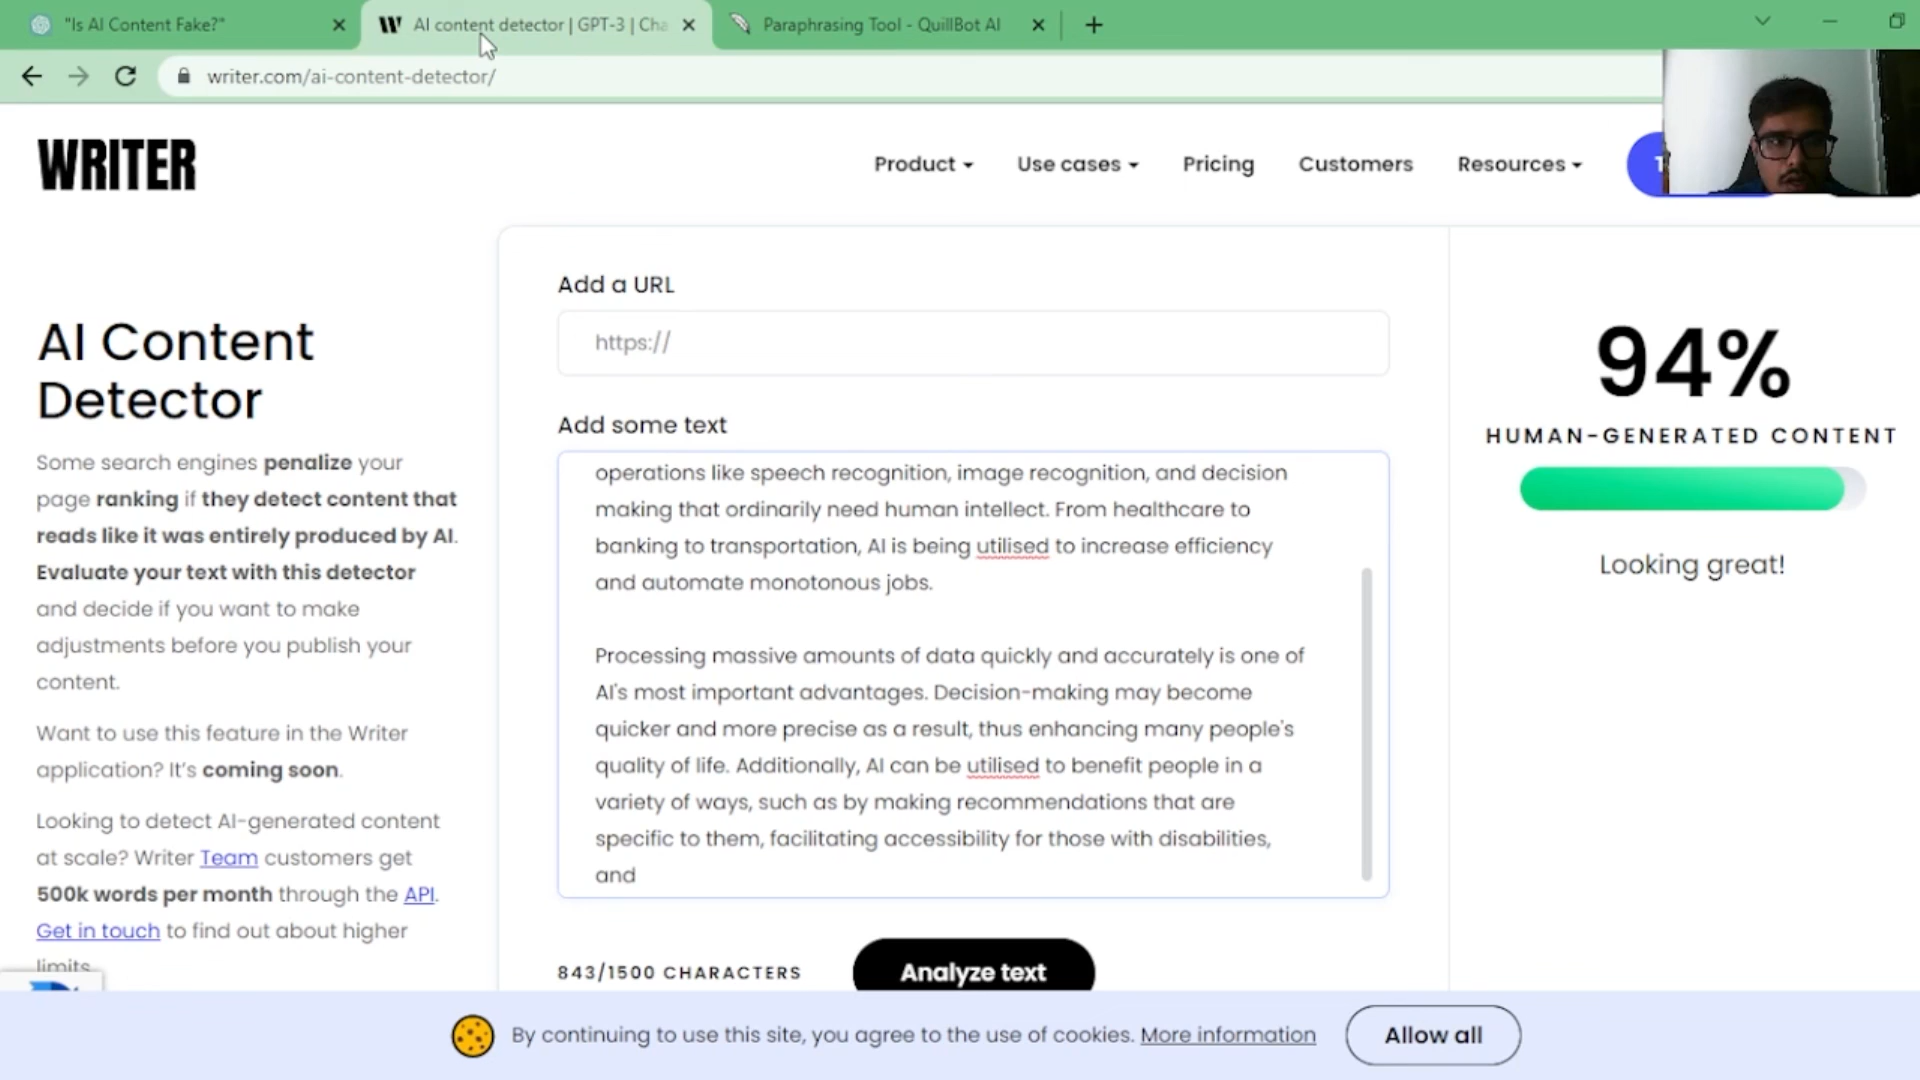 "Is AI Content Fake?"
AI content detector | GPT-3 | Cha
Paraphrasing Tool - QuillBot AI
writer.com/ai-content-detector/
WRITER
Product
Use cases
Pricing
Customers
Resources
T
AI Content
Detector
Some search engines penalize your
page ranking if they detect content that
reads like it was entirely produced by AI.
Evaluate your text with this detector
and decide if you want to make
adjustments before you publish your
content.
Want to use this feature in the Writer
application? It's coming soon.
Looking to detect AI-generated content
at scale? Writer Team customers get
500k words per month through the API.
Get in touch to find out about higher
limits.
Add a URL
https://
Add some text
operations like speech recognition, image recognition, and decision
making that ordinarily need human intellect. From healthcare to
banking to transportation, AI is being utilised to increase efficiency
and automate monotonous jobs.
Processing massive amounts of data quickly and accurately is one of
AI's most important advantages. Decision-making may become
quicker and more precise as a result, thus enhancing many people's
quality of life. Additionally, AI can be utilised to benefit people in a
variety of ways, such as by making recommendations that are
specific to them, facilitating accessibility for those with disabilities,
and
843/1500 CHARACTERS
Analyze text
94%
HUMAN-GENERATED CONTENT
Looking great!
By continuing to use this site, you agree to the use of cookies. More information
Allow all